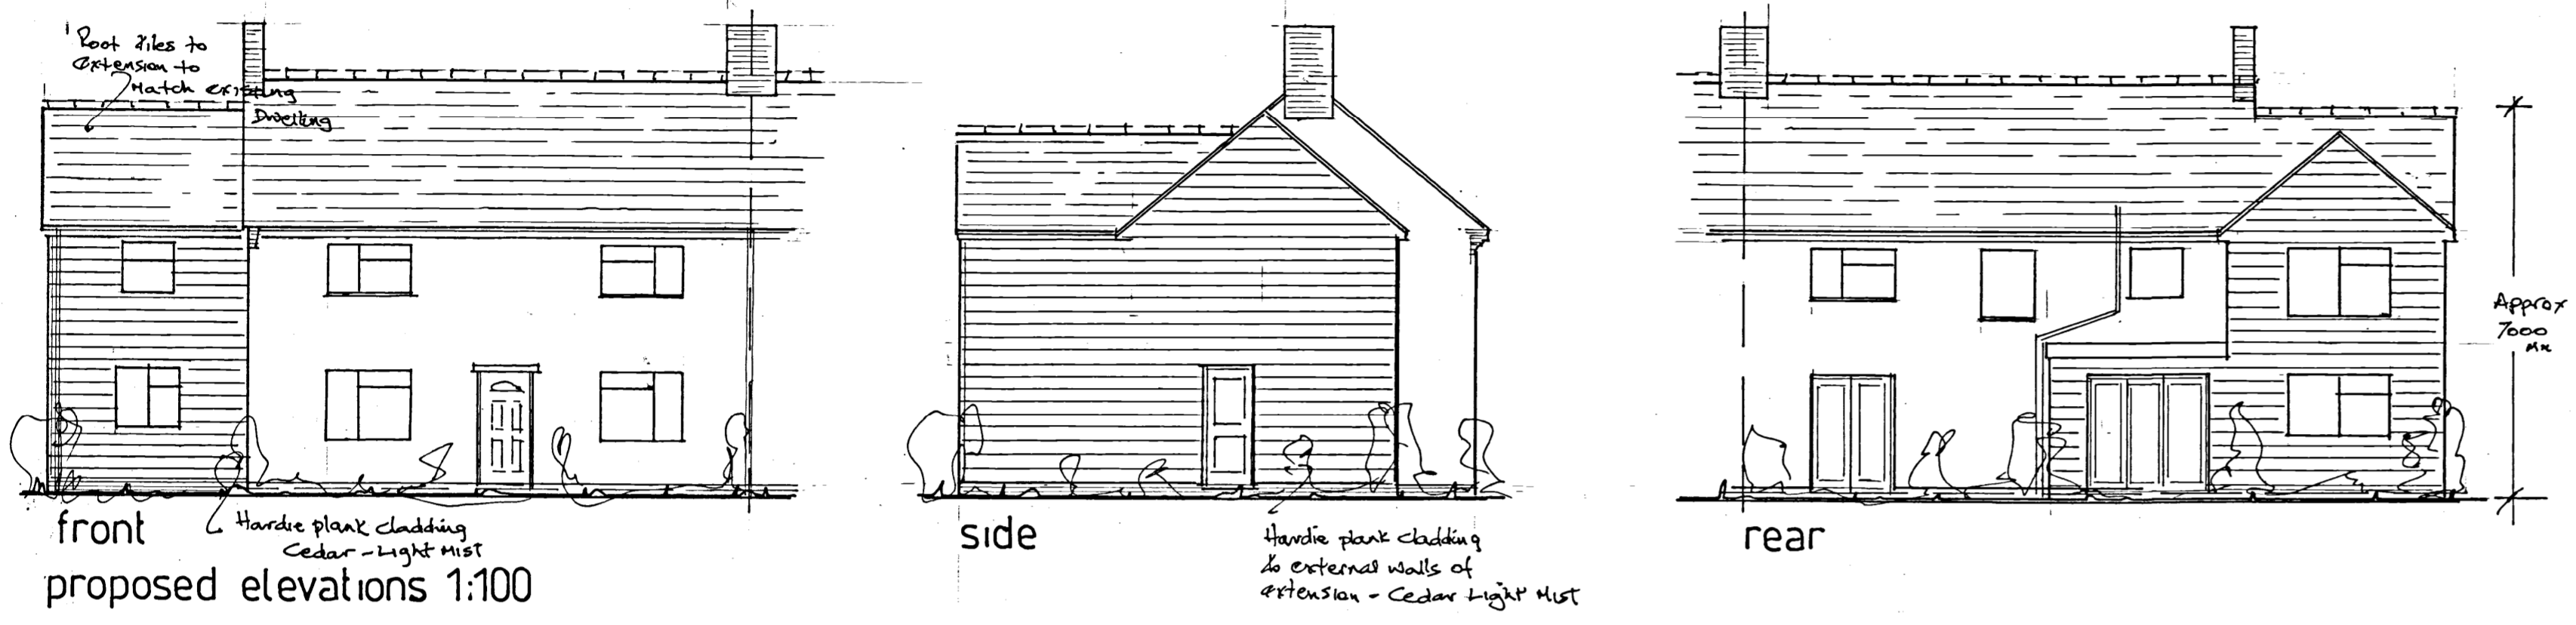 Roof tiles to
extension to
Match existing
Dwelling
front
Hardie plank cladding
Cedar - Light Mist
proposed elevations 1:100
side
Hardie plank cladding
to external walls of
extension - Cedar Light Mist
rear
Approx
7000